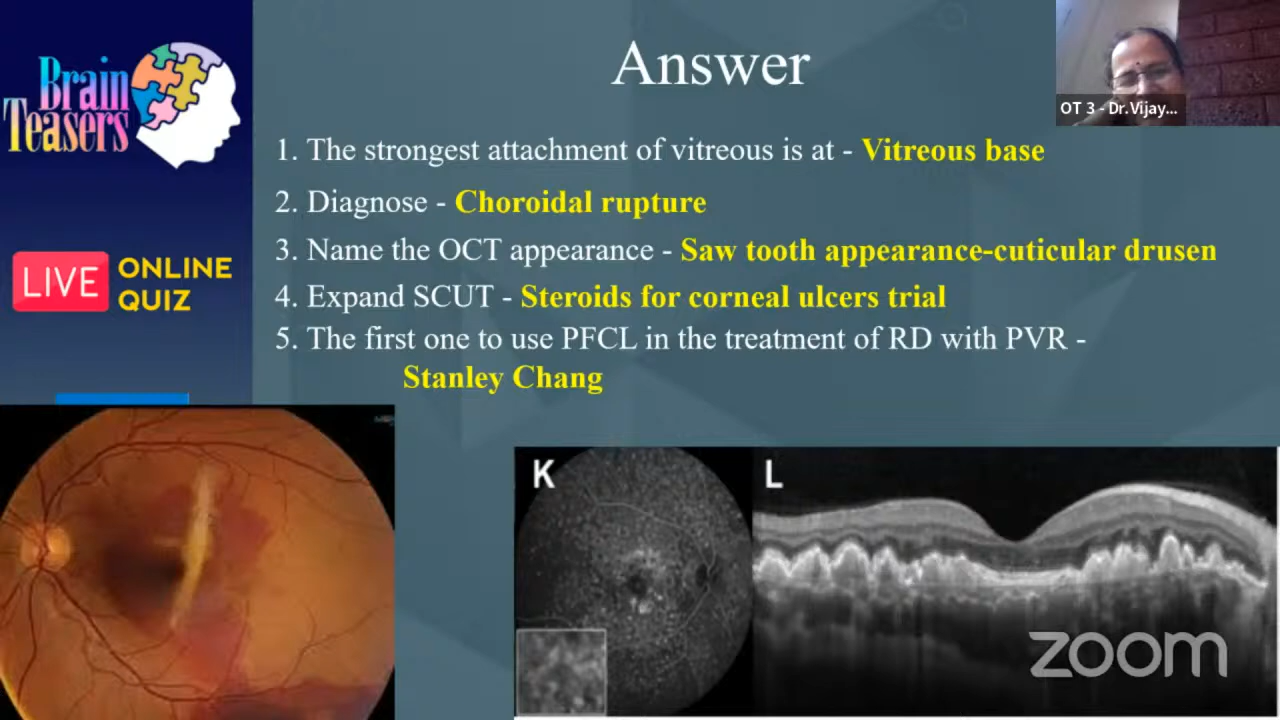 Brain
Teasers
LIVE ONLINE
QUIZ
Answer
OT 3 - Dr.Vijay...
1. The strongest attachment of vitreous is at - Vitreous base
2. Diagnose - Choroidal rupture
3. Name the OCT appearance - Saw tooth appearance-cuticular drusen
4. Expand SCUT - Steroids for corneal ulcers trial
5. The first one to use PFCL in the treatment of RD with PVR -
Stanley Chang
K
L
zoom